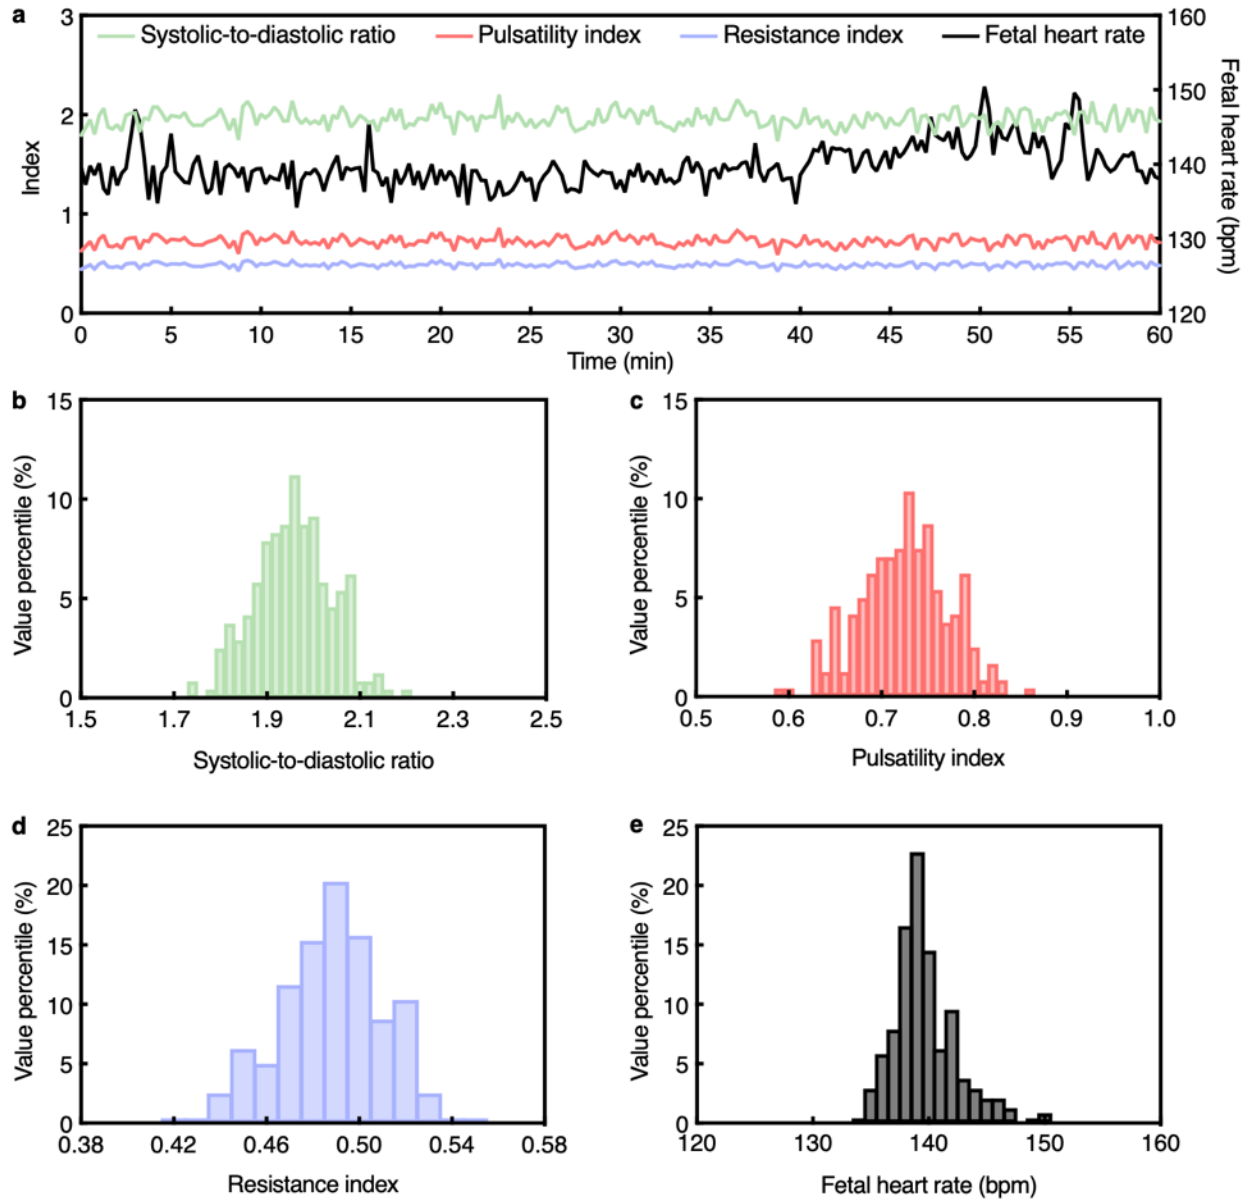 a
3
2
1
0
Index
Systolic-to-diastolic ratio
Pulsatility index
Resistance index
Fetal heart rate
160
150
140
130
120
Fetal heart rate (bpm)
0 5 10 15 20 25 30 35 40 45 50 55 60
Time (min)
b
15
10
5
0
Value percentile (%)
1.5 1.7 1.9 2.1 2.3 2.5
Systolic-to-diastolic ratio
c
15
10
5
0
Value percentile (%)
0.5 0.6 0.7 0.8 0.9 1.0
Pulsatility index
d
25
20
15
10
5
0
Value percentile (%)
0.38 0.42 0.46 0.50 0.54 0.58
Resistance index
e
25
20
15
10
5
0
Value percentile (%)
120 130 140 150 160
Fetal heart rate (bpm)